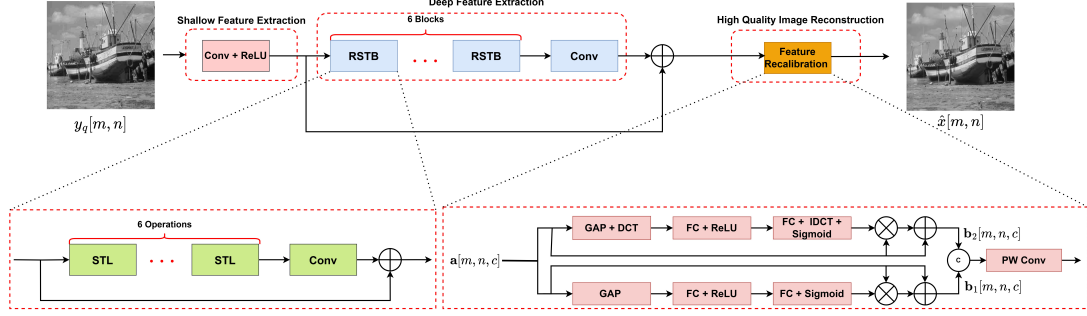 Deep Feature Extraction
Shallow Feature Extraction
6 Blocks
High Quality Image Reconstruction
Conv + ReLU
RSTB
. . .
RSTB
Conv
Feature
Recalibration
y_q[m, n]
x̂[m, n]
6 Operations
STL
. . .
STL
Conv
GAP + DCT
FC + ReLU
FC + IDCT +
Sigmoid
b₂[m, n, c]
a[m, n, c]
c
PW Conv
b₁[m, n, c]
GAP
FC + ReLU
FC + Sigmoid